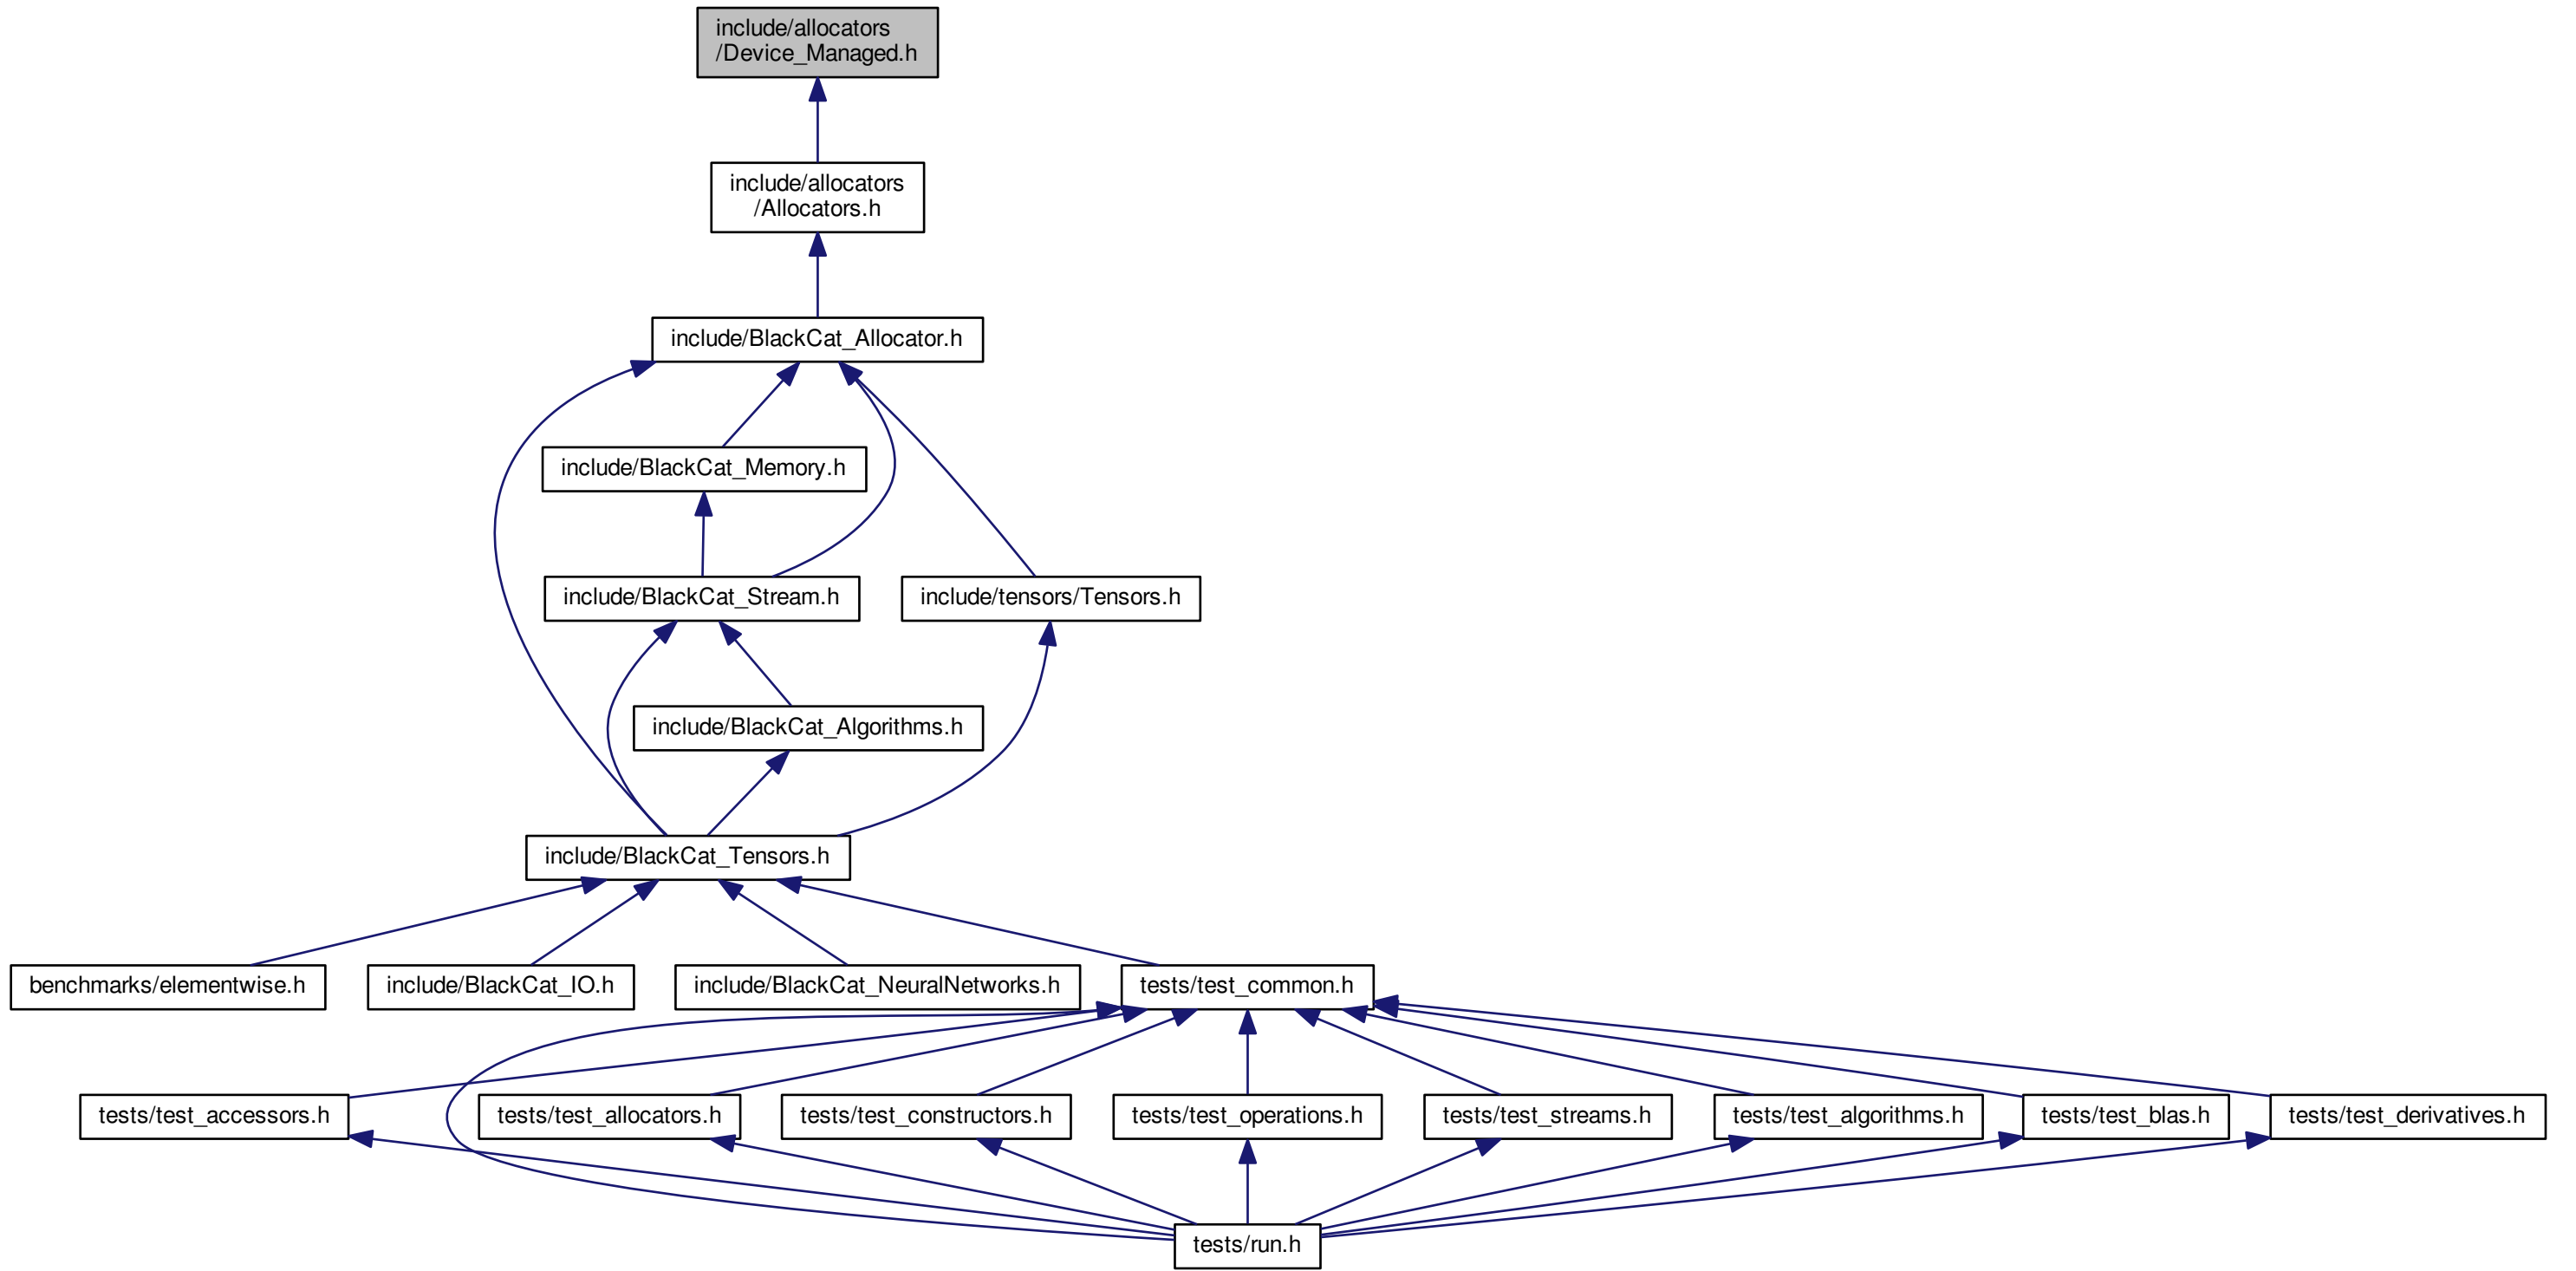 include/allocators
/Device_Managed.h
include/allocators
/Allocators.h
include/BlackCat_Allocator.h
include/BlackCat_Memory.h
include/BlackCat_Stream.h
include/tensors/Tensors.h
include/BlackCat_Algorithms.h
include/BlackCat_Tensors.h
benchmarks/elementwise.h
include/BlackCat_IO.h
include/BlackCat_NeuralNetworks.h
tests/test_common.h
tests/test_accessors.h
tests/test_allocators.h
tests/test_constructors.h
tests/test_operations.h
tests/test_streams.h
tests/test_algorithms.h
tests/test_blas.h
tests/test_derivatives.h
tests/run.h